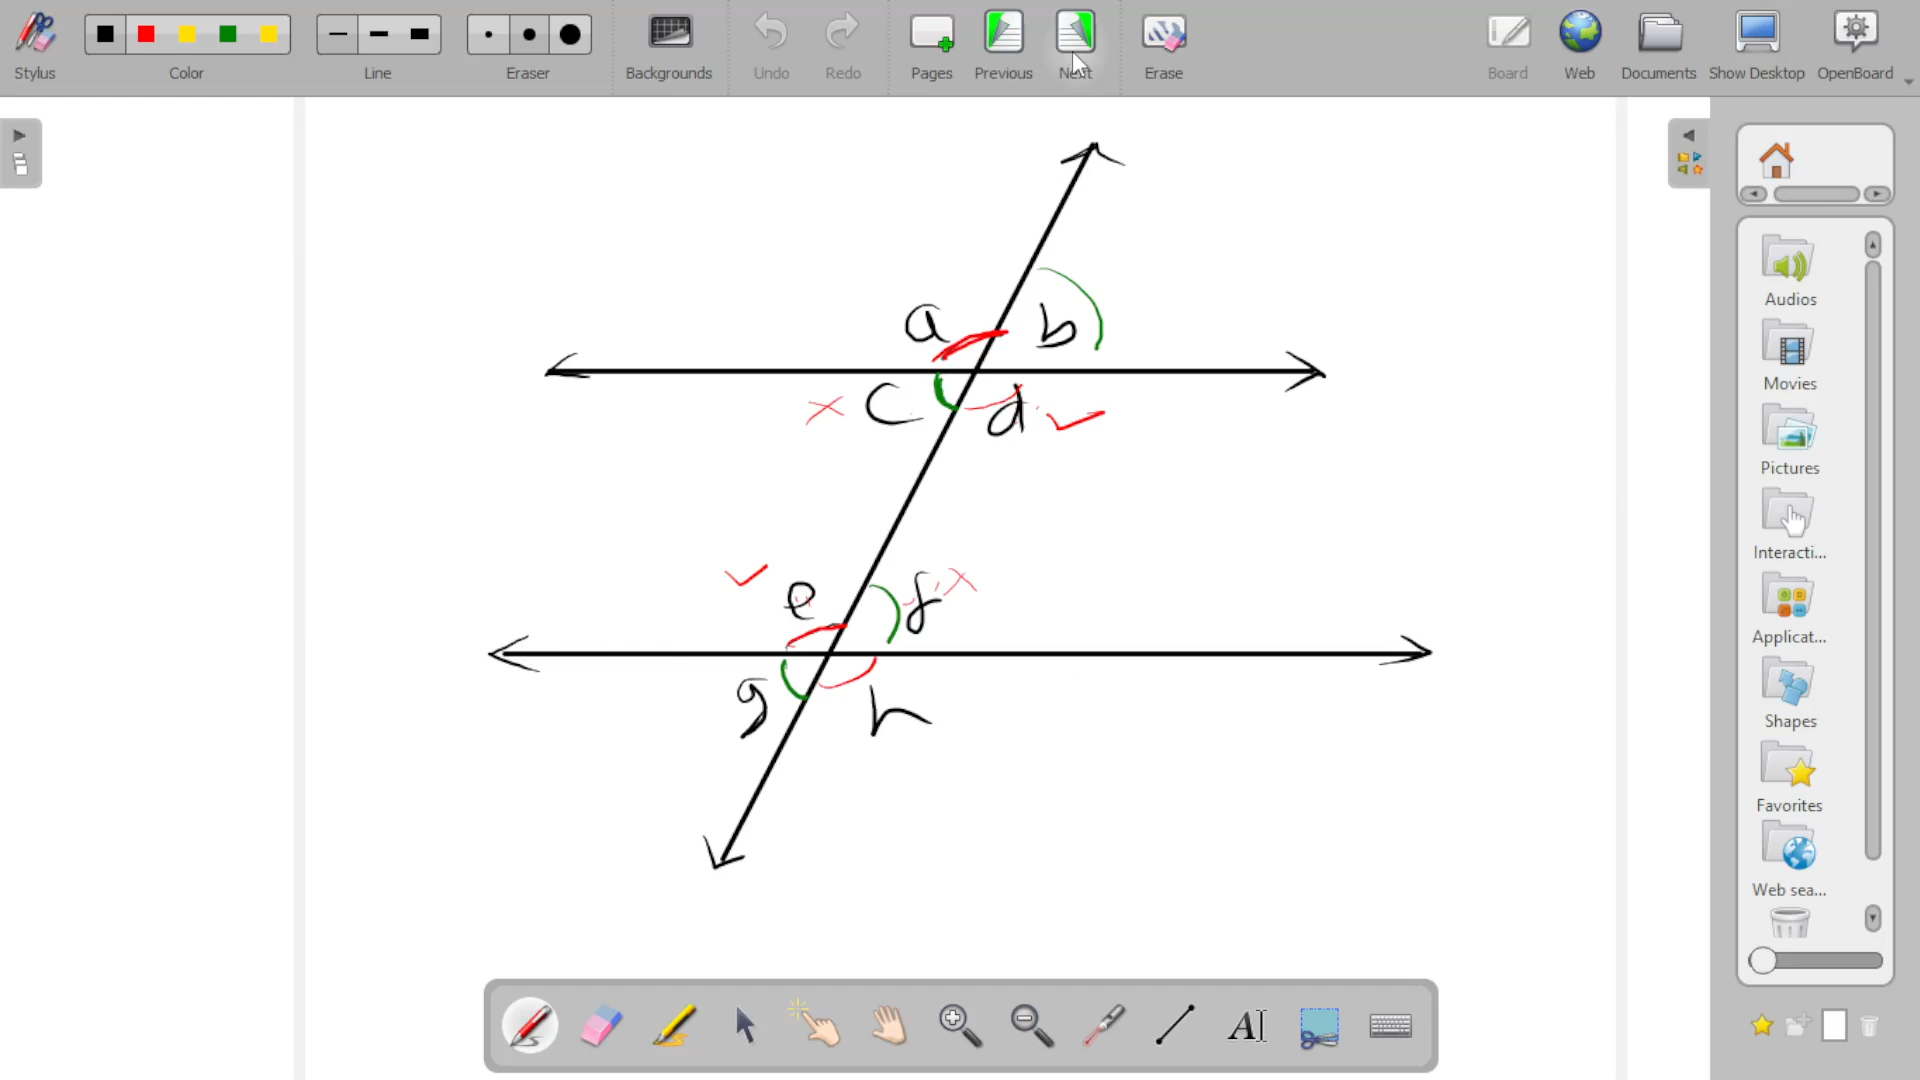 Stylus Color Line Eraser Backgrounds Undo Redo Pages Previous Next Erase Board Web Documents Show Desktop OpenBoard
a b
c d
e f
g h
Audios
Movies
Pictures
Interacti...
Applicat...
Shapes
Favorites
Web sea...
A